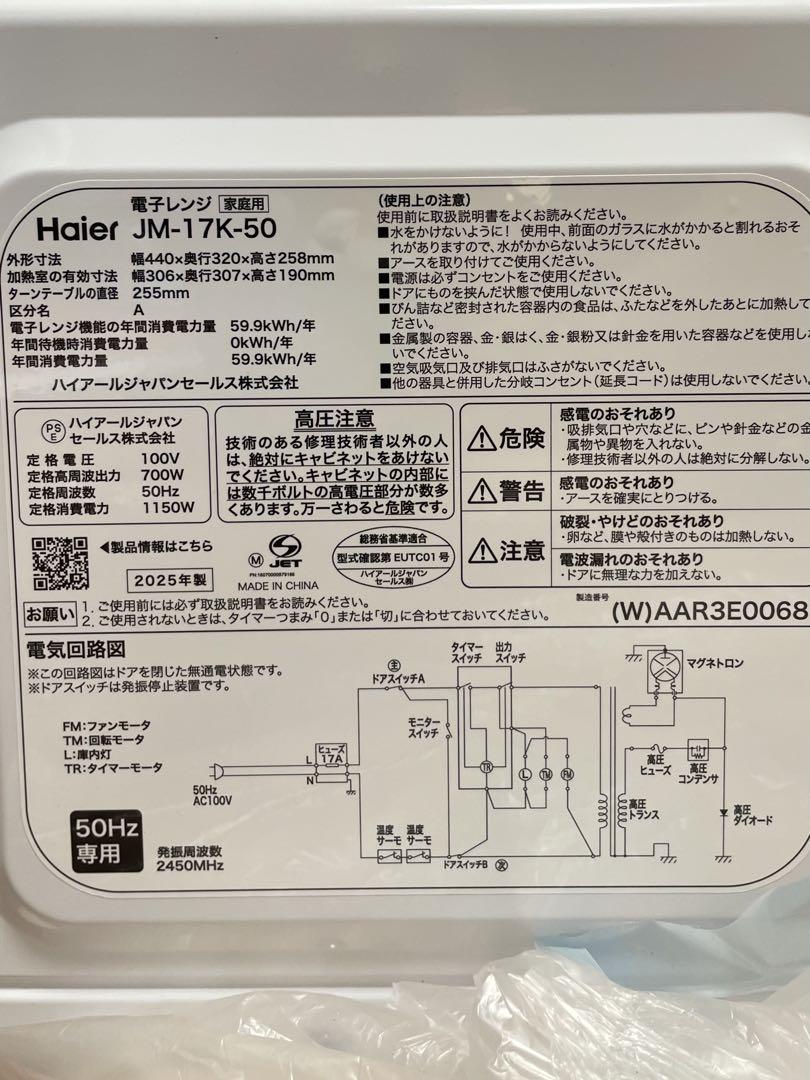 電子レンジ 家庭用
Haier JM-17K-50
外形寸法 幅440×奥行320×高さ258mm
加熱室の有効寸法 幅306×奥行307×高さ190mm
ターンテーブルの直径 255mm
区分名 A
電子レンジ機能の年間消費電力量 59.9kWh/年
年間待機時消費電力量 0kWh/年
年間消費電力量 59.9kWh/年
ハイアールジャパンセールス株式会社
(使用上の注意)
使用前に取扱説明書をよくお読みください。
■水をかけないように! 使用中、前面のガラスに水がかかると割れるおそ
れがありますので、水がかからないようにしてください。
■アースを取り付けてご使用ください。
■電源は必ずコンセントをご使用ください。
■ドアにものを挟んだ状態で使用しないでください。
■びん詰など密封された容器内の食品は、ふたなどを外したあとに加熱して
ださい。
■金属製の容器、金・銀はく、金・銀粉又は針金を用いた容器などを使用し
いでください。
■空気吸気口及び排気口はふさがないでください。
■他の器具と併用した分岐コンセント(延長コード)は使用しないでください。
PSE ハイアールジャパン
セールス株式会社
定格電圧 100V
定格高周波出力 700W
定格周波数 50Hz
定格消費電力 1150W
高圧注意
技術のある修理技術者以外の人
は、絶対にキャビネットをあけない
でください。キャビネットの内部に
は数千ボルトの高電圧部分が数多
くあります。万一さわると危険です。
危険
感電のおそれあり
・吸排気口や穴などに、ピンや針金などの金
属物や異物を入れない。
・修理技術者以外の人は絶対に分解しない。
警告
感電のおそれあり
・アースを確実にとりつける。
注意
破裂・やけどのおそれあり
・卵など、膜や殻付きのものは加熱しない。
電波漏れのおそれあり
・ドアに無理な力を加えない。
◀製品情報はこちら
2025年製
M JET
PN:18070000879166
MADE IN CHINA
総務省基準適合
型式確認第EUTC01号
ハイアールジャパン
セールス㈱
お願い 1. ご使用前には必ず取扱説明書をお読みください。
2. ご使用されないときは、タイマーつまみ「0」または「切」に合わせておいてください。
製造番号
(W)AAR3E0068
電気回路図
※この回路図はドアを閉じた無通電状態です。
※ドアスイッチは発振停止装置です。
FM:ファンモータ
TM:回転モータ
L:庫内灯
TR:タイマーモータ
50Hz
AC100V
50Hz
専用
発振周波数
2450MHz
L
N
ヒューズ
17A
主
ドアスイッチA
モニター
スイッチ
タイマー
スイッチ
出力
スイッチ
TR
L
TM
FM
温度
サーモ
温度
サーモ
ドアスイッチB 次
マグネトロン
高圧
ヒューズ
高圧
コンデンサ
高圧
トランス
高圧
ダイオード